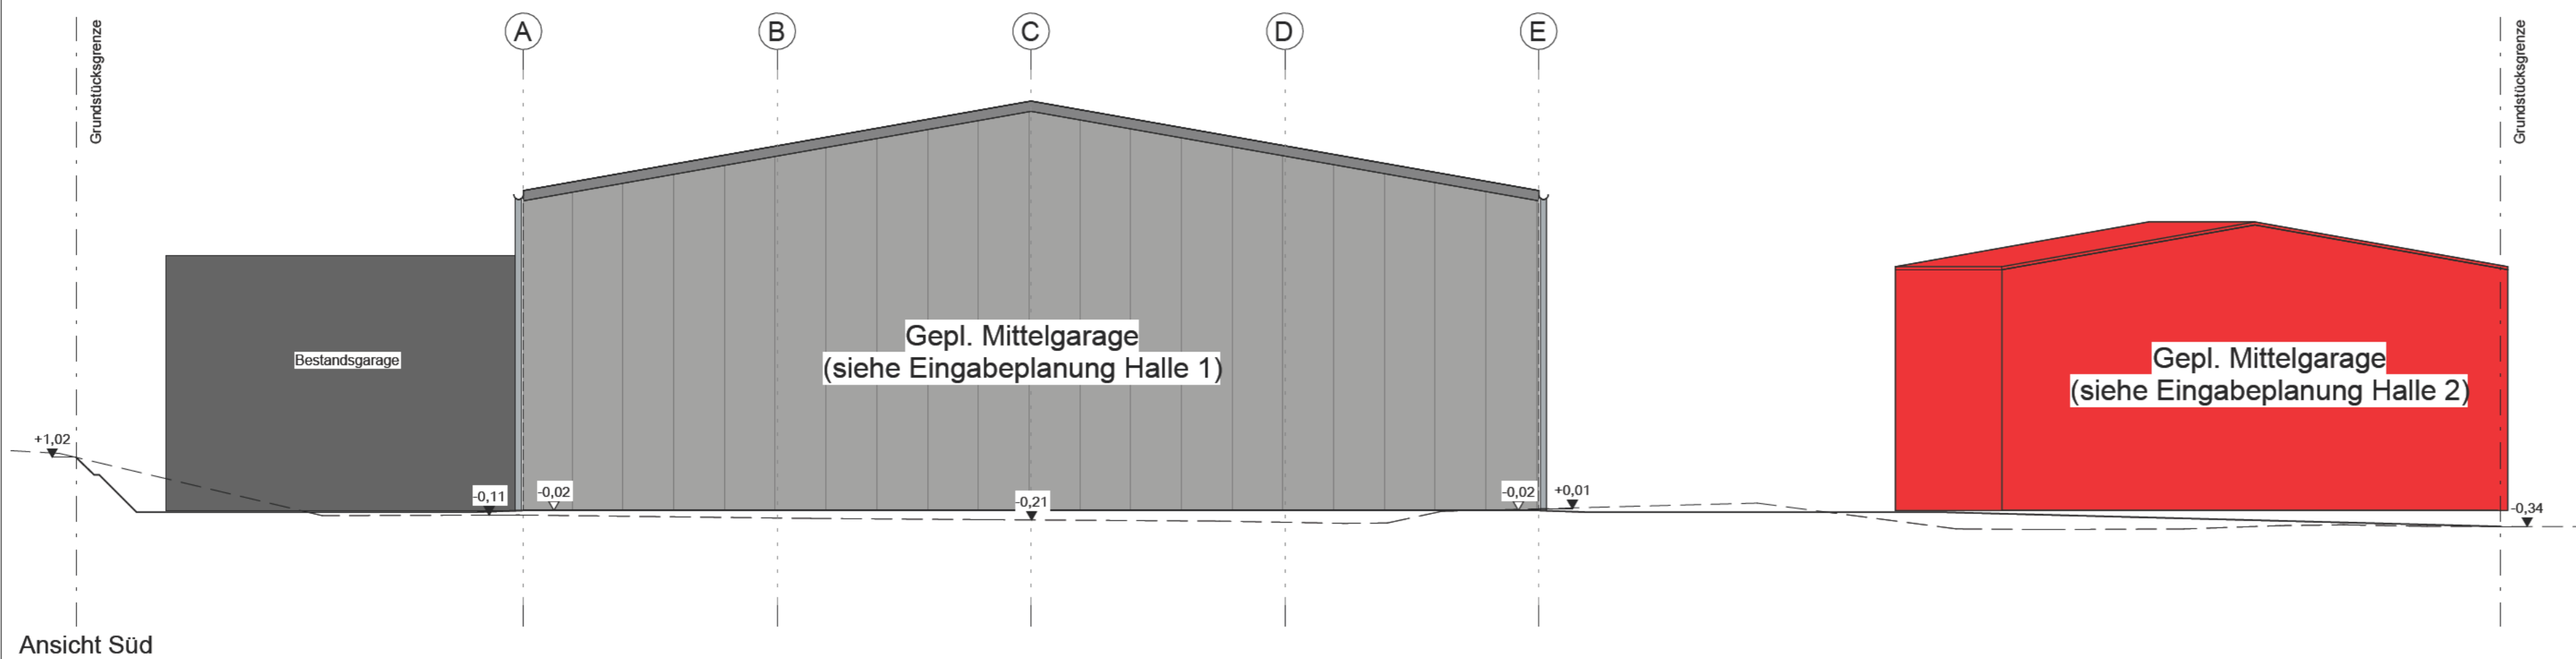 Grundstücksgrenze
A
B
C
D
E
Grundstücksgrenze
Bestandsgarage
Gepl. Mittelgarage
(siehe Eingabeplanung Halle 1)
Gepl. Mittelgarage
(siehe Eingabeplanung Halle 2)
+1,02
-0,11
-0,02
-0,21
-0,02
+0,01
-0,34
Ansicht Süd